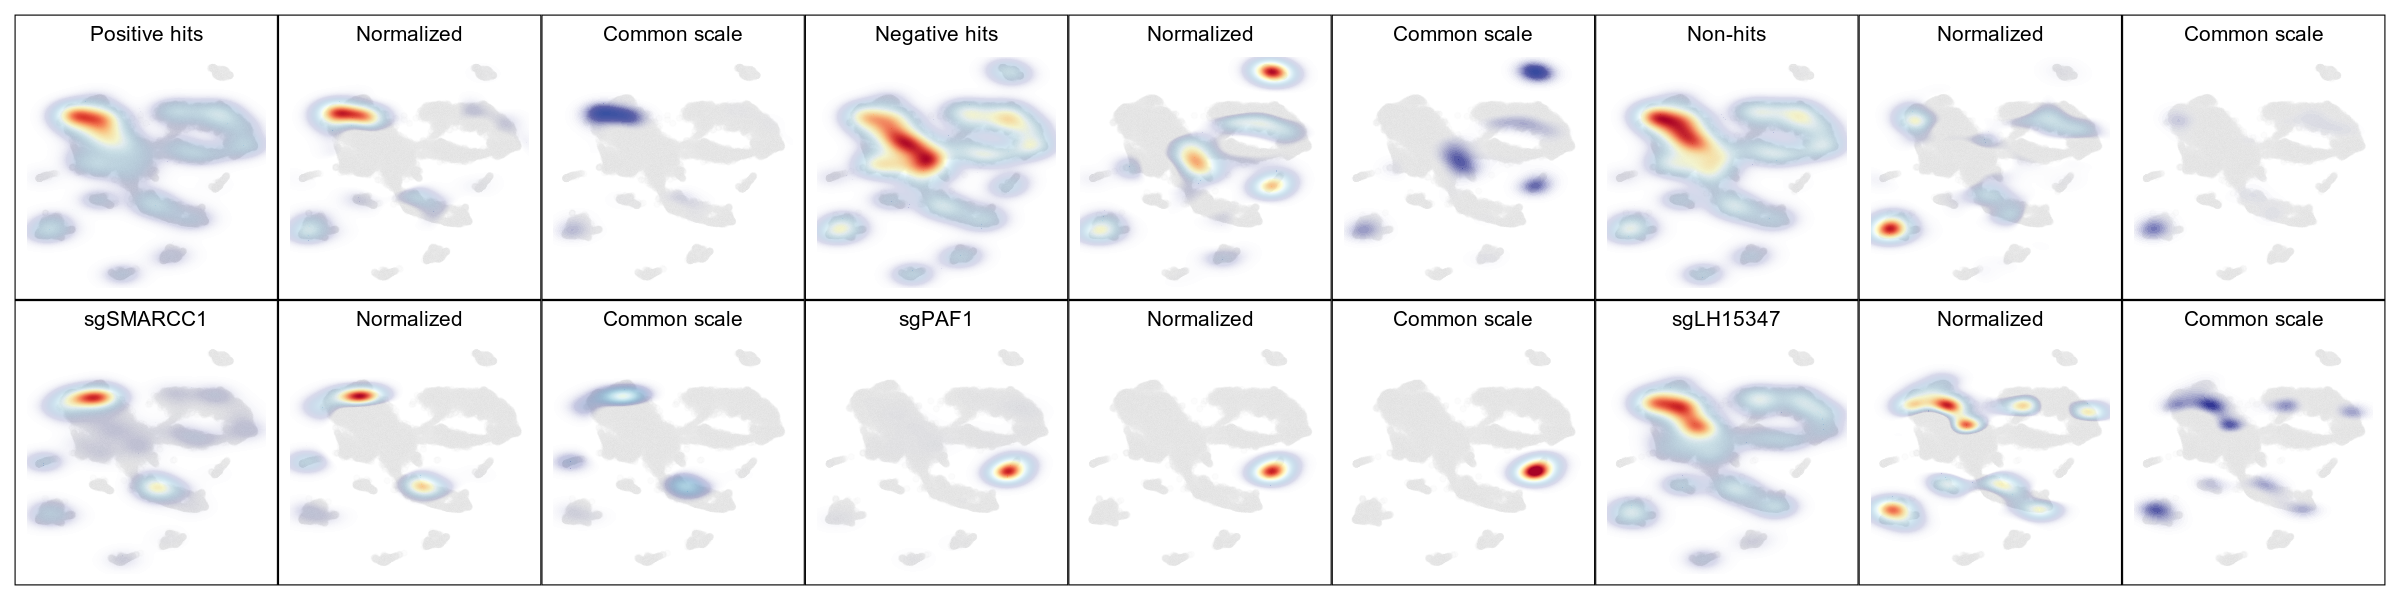 Positive hits
Normalized
Common scale
Negative hits
Normalized
Common scale
Non-hits
Normalized
Common scale
sgSMARCC1
Normalized
Common scale
sgPAF1
Normalized
Common scale
sgLH15347
Normalized
Common scale